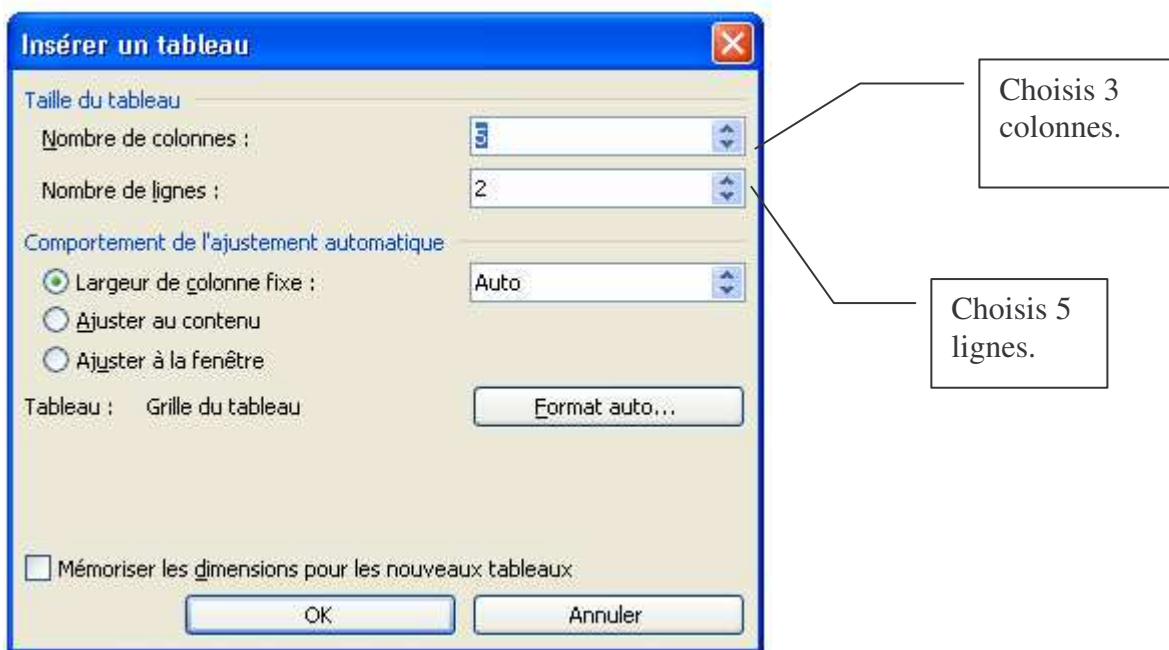 Insérer un tableau
Taille du tableau
Nombre de colonnes :
5
Nombre de lignes :
2
Comportement de l'ajustement automatique
Largeur de colonne fixe :
Auto
Ajuster au contenu
Ajuster à la fenêtre
Tableau : Grille du tableau
Format auto...
Mémoriser les dimensions pour les nouveaux tableaux
OK
Annuler
Choisis 3
colonnes.
Choisis 5
lignes.